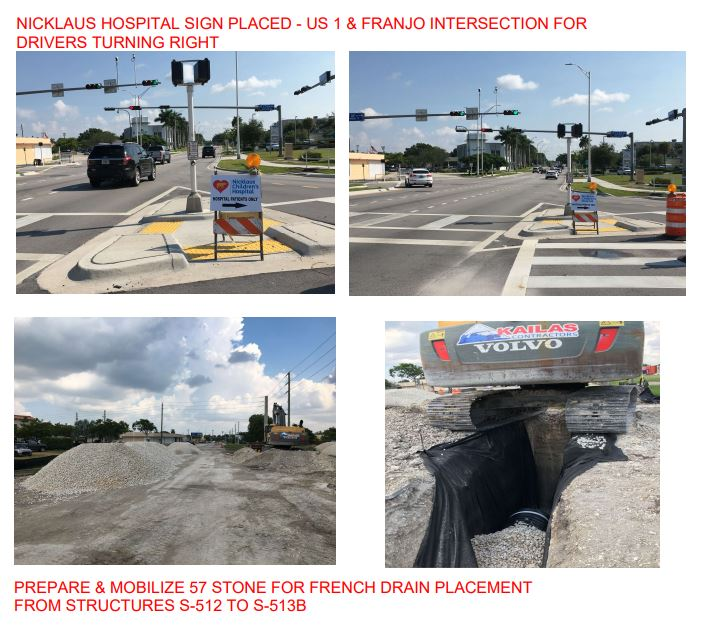 NICKLAUS HOSPITAL SIGN PLACED - US 1 & FRANJO INTERSECTION FOR
DRIVERS TURNING RIGHT
Nicklaus
Children's
Hospital
HOSPITAL PATIENTS ONLY
KAILAS
CONTRACTORS
VOLVO
PREPARE & MOBILIZE 57 STONE FOR FRENCH DRAIN PLACEMENT
FROM STRUCTURES S-512 TO S-513B